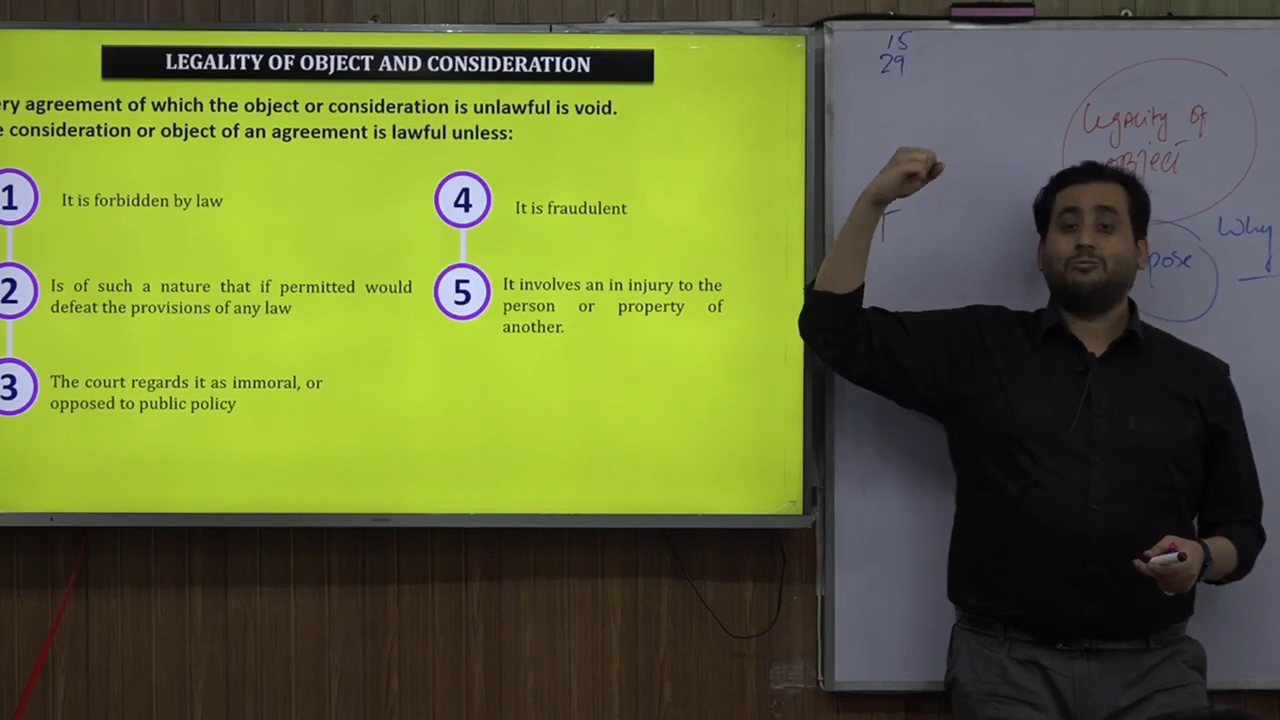 LEGALITY OF OBJECT AND CONSIDERATION
ery agreement of which the object or consideration is unlawful is void.
e consideration or object of an agreement is lawful unless:
1 It is forbidden by law
2 Is of such a nature that if permitted would
defeat the provisions of any law
3 The court regards it as immoral, or
opposed to public policy
4 It is fraudulent
5 It involves an in injury to the
person or property of
another.
15
29
legality of
object
pose
Why